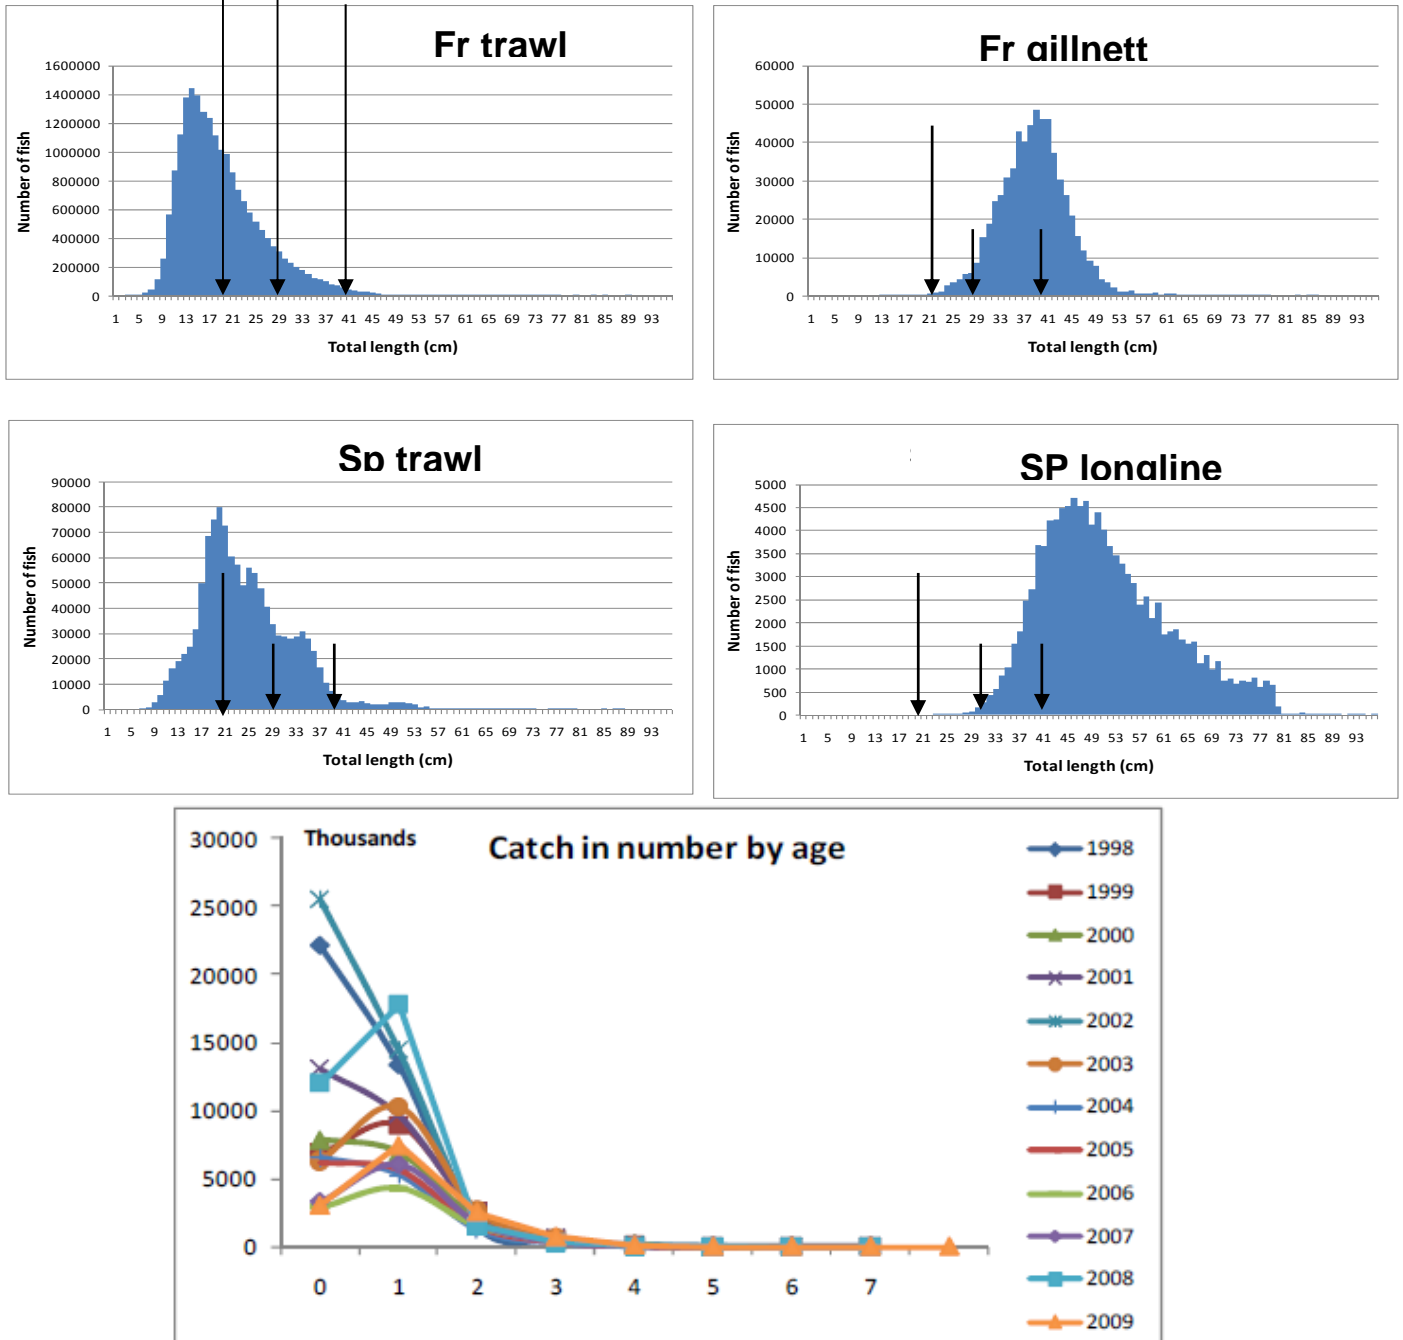 Fr trawl
1600000
1400000
1200000
1000000
800000
600000
400000
200000
0
Number of fish
1 5 9 13 17 21 25 29 33 37 41 45 49 53 57 61 65 69 73 77 81 85 89 93
Total length (cm)
Fr gillnett
60000
50000
40000
30000
20000
10000
0
Number of fish
1 5 9 13 17 21 25 29 33 37 41 45 49 53 57 61 65 69 73 77 81 85 89 93
Total length (cm)
Sp trawl
90000
80000
70000
60000
50000
40000
30000
20000
10000
0
Number of fish
1 5 9 13 17 21 25 29 33 37 41 45 49 53 57 61 65 69 73 77 81 85 89 93
Total length (cm)
SP longline
5000
4500
4000
3500
3000
2500
2000
1500
1000
500
0
Number of fish
1 5 9 13 17 21 25 29 33 37 41 45 49 53 57 61 65 69 73 77 81 85 89 93
Total length (cm)
Thousands
Catch in number by age
30000
25000
20000
15000
10000
5000
0
0 1 2 3 4 5 6 7
1998
1999
2000
2001
2002
2003
2004
2005
2006
2007
2008
2009